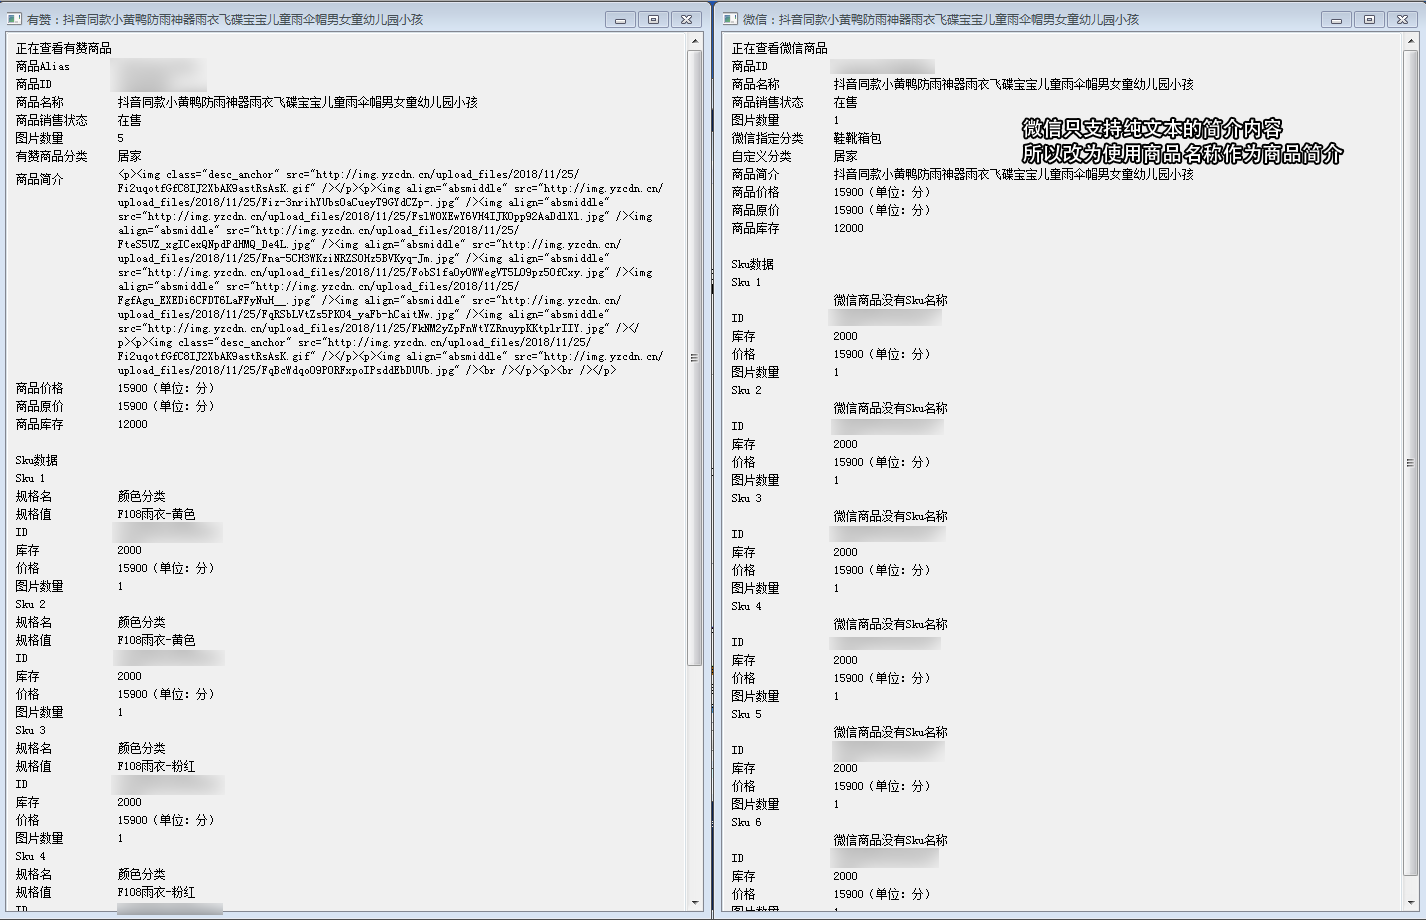 有赞：抖音同款小黄鸭防雨神器雨衣飞碟宝宝儿童雨伞帽男女童幼儿园小孩
正在查看有赞商品
商品Alias
商品ID
商品名称 抖音同款小黄鸭防雨神器雨衣飞碟宝宝儿童雨伞帽男女童幼儿园小孩
商品销售状态 在售
图片数量 5
有赞商品分类 居家
商品简介 <p><img class="desc_anchor" src="http://img.yzcdn.cn/upload_files/2018/11/25/
Fi2uqotfGfC8IJ2XbAK9astRsAsK.gif" /></p><p><img align="absmiddle" src="http://img.yzcdn.cn/
upload_files/2018/11/25/Fiz-3nrihYUbsOaCueyT9GYdCZp-.jpg" /><img align="absmiddle"
src="http://img.yzcdn.cn/upload_files/2018/11/25/FslWOXEwY6VH4IJKOpp92AaDdlXl.jpg" /><img
align="absmiddle" src="http://img.yzcdn.cn/upload_files/2018/11/25/
FteS5UZ_xgICexQNpdPdHMQ_De4L.jpg" /><img align="absmiddle" src="http://img.yzcdn.cn/
upload_files/2018/11/25/Fna-5CH3WKziNRZSOHz5BVKyq-Jm.jpg" /><img align="absmiddle"
src="http://img.yzcdn.cn/upload_files/2018/11/25/FobS1faOyOWWegVT5LO9pz5OfCxy.jpg" /><img
align="absmiddle" src="http://img.yzcdn.cn/upload_files/2018/11/25/
FgfAgu_EXEDi6CFDT6LaFFyNuH__.jpg" /><img align="absmiddle" src="http://img.yzcdn.cn/
upload_files/2018/11/25/FqRSbLVtZs5PKO4_yaFb-hCaitNw.jpg" /><img align="absmiddle"
src="http://img.yzcdn.cn/upload_files/2018/11/25/FkNM2yZpFnWtYZRnuypKKtplrIIY.jpg" /></
p><p><img class="desc_anchor" src="http://img.yzcdn.cn/upload_files/2018/11/25/
Fi2uqotfGfC8IJ2XbAK9astRsAsK.gif" /></p><p><img align="absmiddle" src="http://img.yzcdn.cn/
upload_files/2018/11/25/FqBcWdqoO9PORFxpoIPsddEbDUUb.jpg" /><br /></p><p><br /></p>
商品价格 15900（单位：分）
商品原价 15900（单位：分）
商品库存 12000
Sku数据
Sku 1
规格名 颜色分类
规格值 F108雨衣-黄色
ID
库存 2000
价格 15900（单位：分）
图片数量 1
Sku 2
规格名 颜色分类
规格值 F108雨衣-黄色
ID
库存 2000
价格 15900（单位：分）
图片数量 1
Sku 3
规格名 颜色分类
规格值 F108雨衣-粉红
ID
库存 2000
价格 15900（单位：分）
图片数量 1
Sku 4
规格名 颜色分类
规格值 F108雨衣-粉红
ID
微信：抖音同款小黄鸭防雨神器雨衣飞碟宝宝儿童雨伞帽男女童幼儿园小孩
正在查看微信商品
商品ID
商品名称 抖音同款小黄鸭防雨神器雨衣飞碟宝宝儿童雨伞帽男女童幼儿园小孩
商品销售状态 在售
图片数量 1
微信指定分类 鞋靴箱包
自定义分类 居家
微信只支持纯文本的简介内容
所以改为使用商品名称作为商品简介
商品简介 抖音同款小黄鸭防雨神器雨衣飞碟宝宝儿童雨伞帽男女童幼儿园小孩
商品价格 15900（单位：分）
商品原价 15900（单位：分）
商品库存 12000
Sku数据
Sku 1
微信商品没有Sku名称
ID
库存 2000
价格 15900（单位：分）
图片数量 1
Sku 2
微信商品没有Sku名称
ID
库存 2000
价格 15900（单位：分）
图片数量 1
Sku 3
微信商品没有Sku名称
ID
库存 2000
价格 15900（单位：分）
图片数量 1
Sku 4
微信商品没有Sku名称
ID
库存 2000
价格 15900（单位：分）
图片数量 1
Sku 5
微信商品没有Sku名称
ID
库存 2000
价格 15900（单位：分）
图片数量 1
Sku 6
微信商品没有Sku名称
ID
库存 2000
价格 15900（单位：分）
图片数量 1